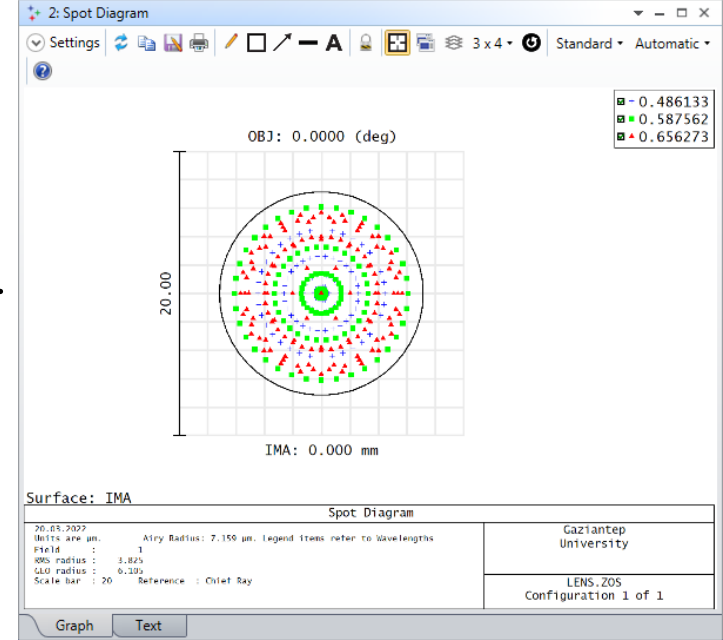 2: Spot Diagram
Settings
A
3 x 4
Standard
Automatic
?
0.486133
0.587562
0.656273
OBJ: 0.0000 (deg)
20.00
IMA: 0.000 mm
Surface: IMA
Spot Diagram
20.03.2022
Units are µm. Airy Radius: 7.159 µm. Legend items refer to Wavelengths
Field : 1
RMS radius : 3.825
GEO radius : 6.105
Scale bar : 20 Reference : Chief Ray
Gaziantep
University
LENS.ZOS
Configuration 1 of 1
Graph
Text